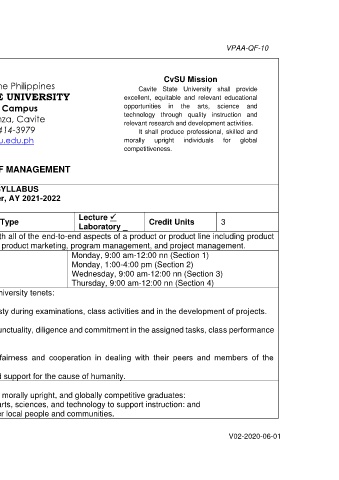 VPAA-QF-10
CvSU Mission
Cavite State University shall provide
excellent, equitable and relevant educational
opportunities in the arts, science and
technology through quality instruction and
relevant research and development activities.
It shall produce professional, skilled and
morally upright individuals for global
competitiveness.
ne Philippines
E UNIVERSITY
Campus
nza, Cavite
414-3979
u.edu.ph
F MANAGEMENT
SYLLABUS
er, AY 2021-2022
Type Lecture ✓ Laboratory _ Credit Units 3
th all of the end-to-end aspects of a product or product line including product
product marketing, program management, and project management.
Monday, 9:00 am-12:00 nn (Section 1)
Monday, 1:00-4:00 pm (Section 2)
Wednesday, 9:00 am-12:00 nn (Section 3)
Thursday, 9:00 am-12:00 nn (Section 4)
niversity tenets:
sty during examinations, class activities and in the development of projects.
unctuality, diligence and commitment in the assigned tasks, class performance
fairness and cooperation in dealing with their peers and members of the
d support for the cause of humanity.
morally upright, and globally competitive graduates:
arts, sciences, and technology to support instruction: and
er local people and communities.
V02-2020-06-01